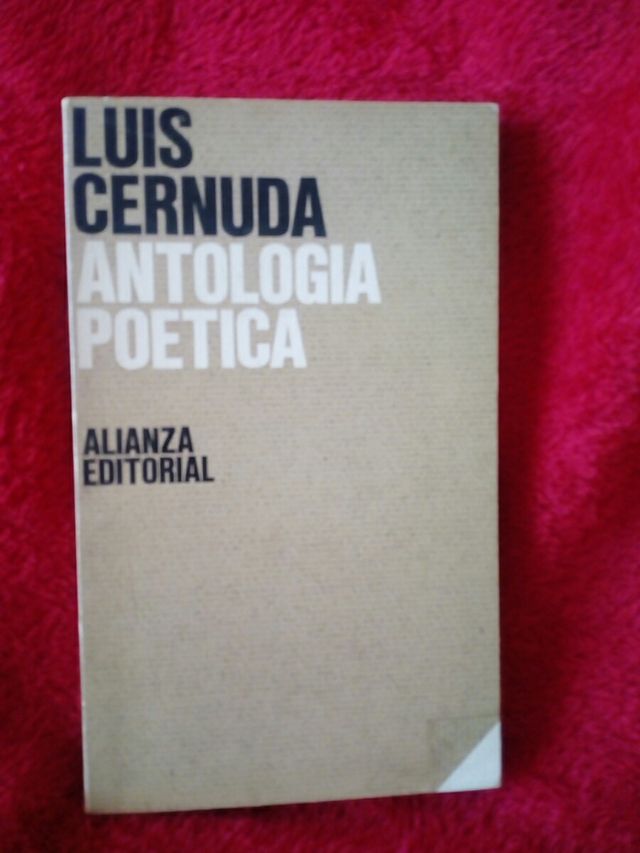 LUIS
CERNUDA
ANTOLOGIA
POETICA
ALIANZA
EDITORIAL